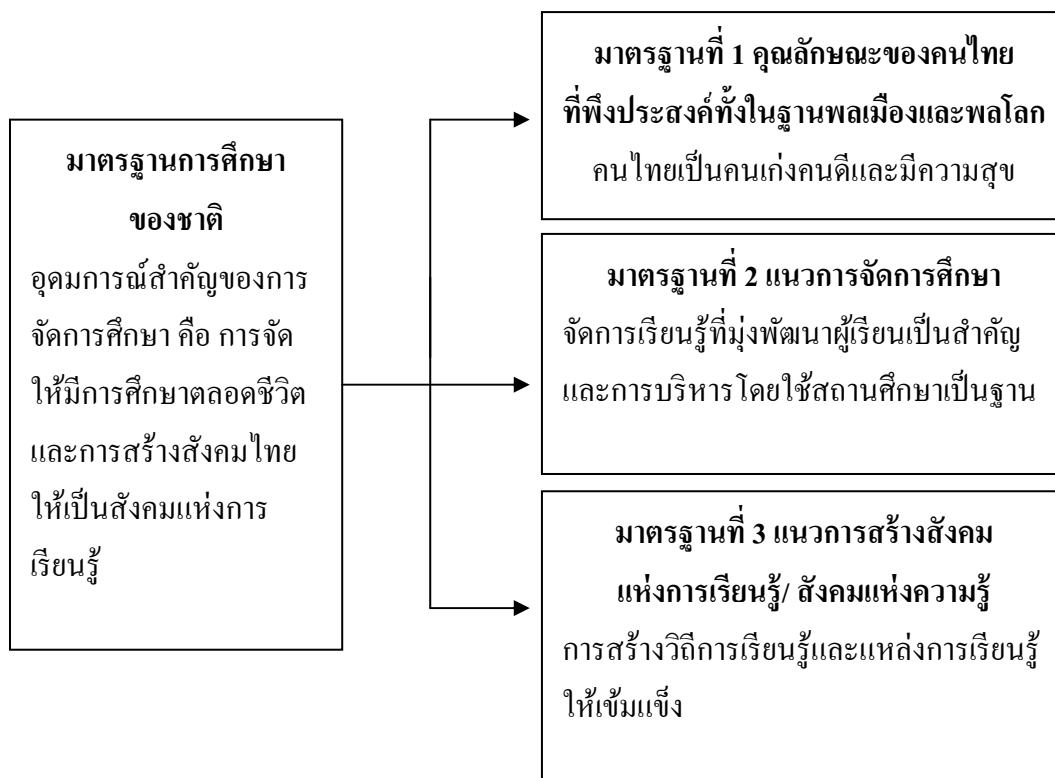 มาตรฐานการศึกษา
ของชาติ
อุดมการณ์สำคัญของการ
จัดการศึกษา คือ การจัด
ให้มีการศึกษาตลอดชีวิต
และการสร้างสังคมไทย
ให้เป็นสังคมแห่งการ
เรียนรู้
มาตรฐานที่ 1 คุณลักษณะของคนไทย
ที่พึงประสงค์ทั้งในฐานพลเมืองและพลโลก
คนไทยเป็นคนเก่งคนดีและมีความสุข
มาตรฐานที่ 2 แนวการจัดการศึกษา
จัดการเรียนรู้ที่มุ่งพัฒนาผู้เรียนเป็นสำคัญ
และการบริหารโดยใช้สถานศึกษาเป็นฐาน
มาตรฐานที่ 3 แนวการสร้างสังคม
แห่งการเรียนรู้/ สังคมแห่งความรู้
การสร้างวิถีการเรียนรู้และแหล่งการเรียนรู้
ให้เข้มแข็ง